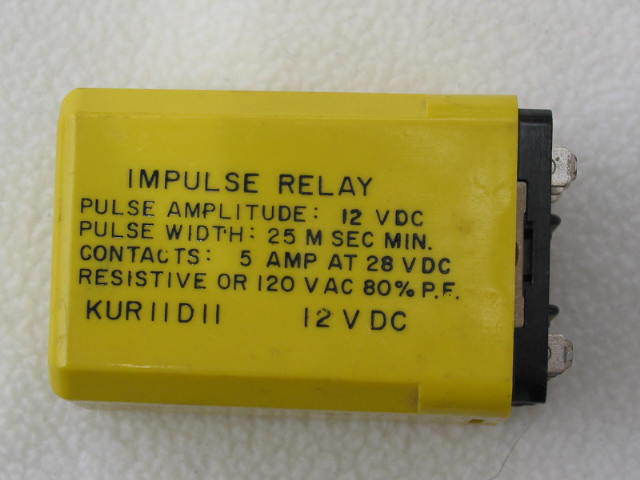 IMPULSE RELAY
PULSE AMPLITUDE: 12 VDC
PULSE WIDTH: 25 M SEC MIN.
CONTACTS: 5 AMP AT 28 VDC
RESISTIVE OR 120 VAC 80% P.F.
KUR11D11 12 VDC